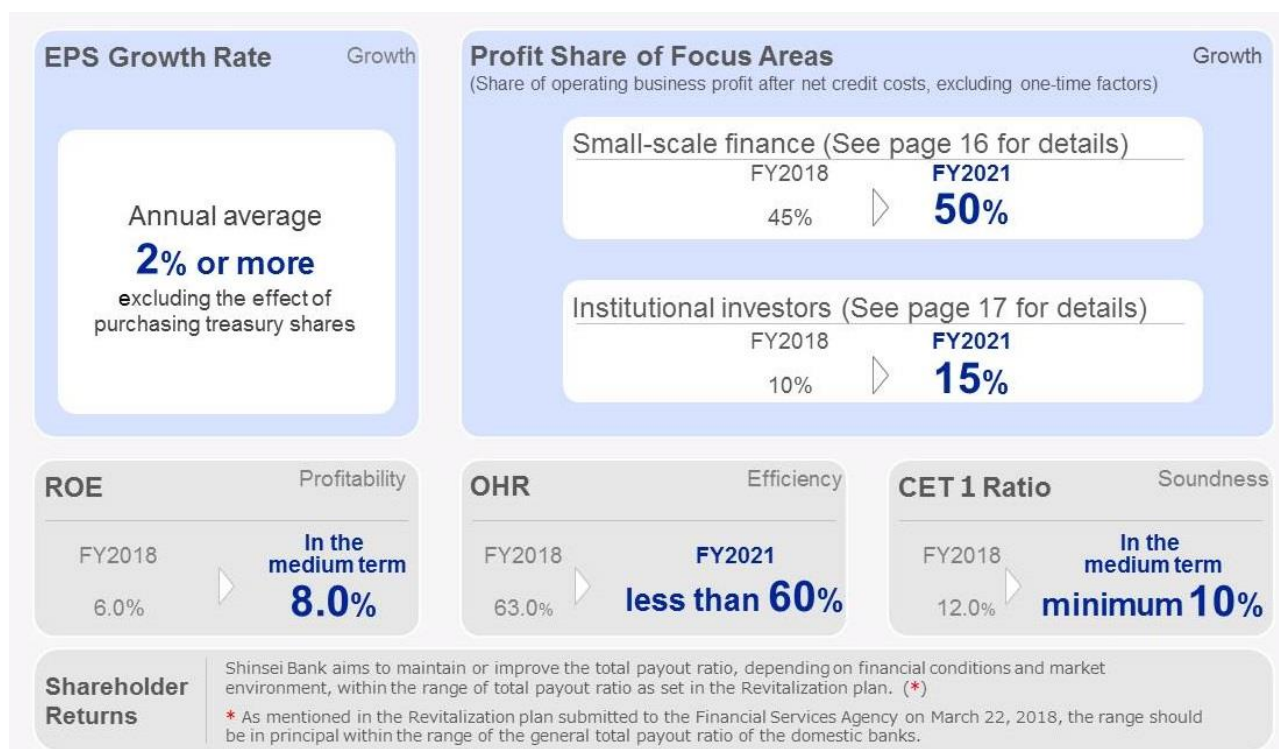 EPS Growth Rate Growth
Annual average
2% or more
excluding the effect of
purchasing treasury shares
Profit Share of Focus Areas Growth
(Share of operating business profit after net credit costs, excluding one-time factors)
Small-scale finance (See page 16 for details)
FY2018 FY2021
45% 50%
Institutional investors (See page 17 for details)
FY2018 FY2021
10% 15%
ROE Profitability
FY2018 In the
medium term
6.0% 8.0%
OHR Efficiency
FY2018 FY2021
63.0% less than 60%
CET 1 Ratio Soundness
FY2018 In the
medium term
12.0% minimum 10%
Shareholder
Returns
Shinsei Bank aims to maintain or improve the total payout ratio, depending on financial conditions and market
environment, within the range of total payout ratio as set in the Revitalization plan. (*)
* As mentioned in the Revitalization plan submitted to the Financial Services Agency on March 22, 2018, the range should
be in principal within the range of the general total payout ratio of the domestic banks.